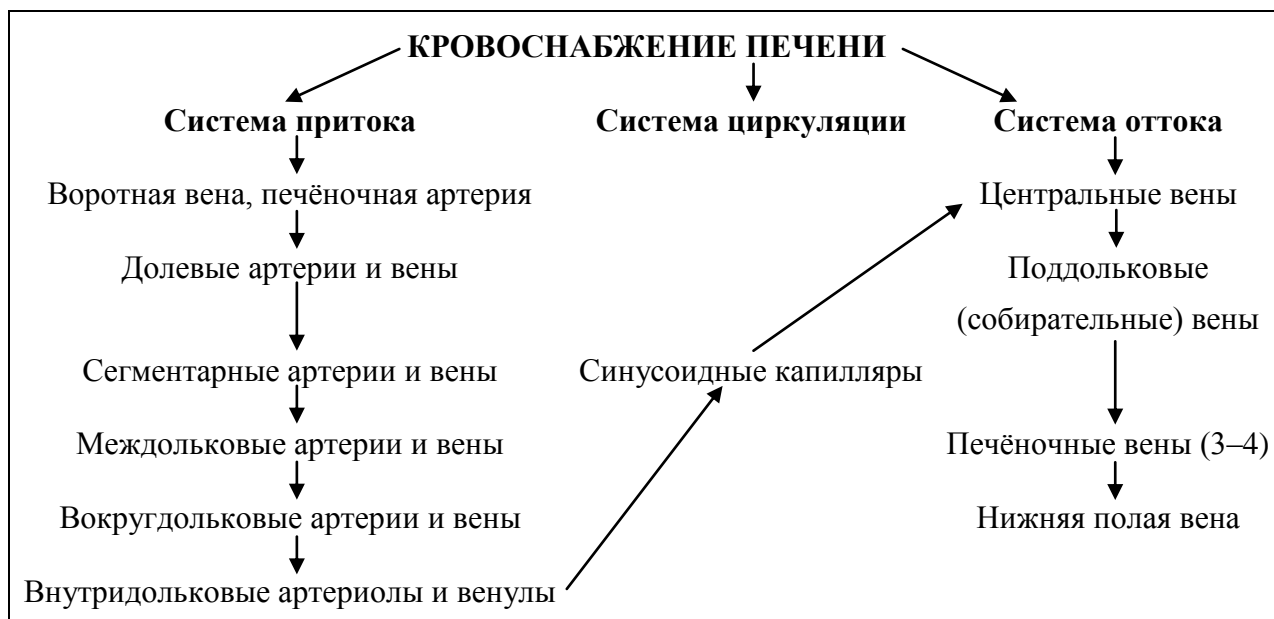 КРОВОСНАБЖЕНИЕ ПЕЧЕНИ
Система притока
Система циркуляции
Система оттока
Воротная вена, печёночная артерия
Центральные вены
Долевые артерии и вены
Поддольковые
(собирательные) вены
Сегментарные артерии и вены
Синусоидные капилляры
Междольковые артерии и вены
Печёночные вены (3–4)
Вокругдольковые артерии и вены
Нижняя полая вена
Внутридольковые артериолы и венулы